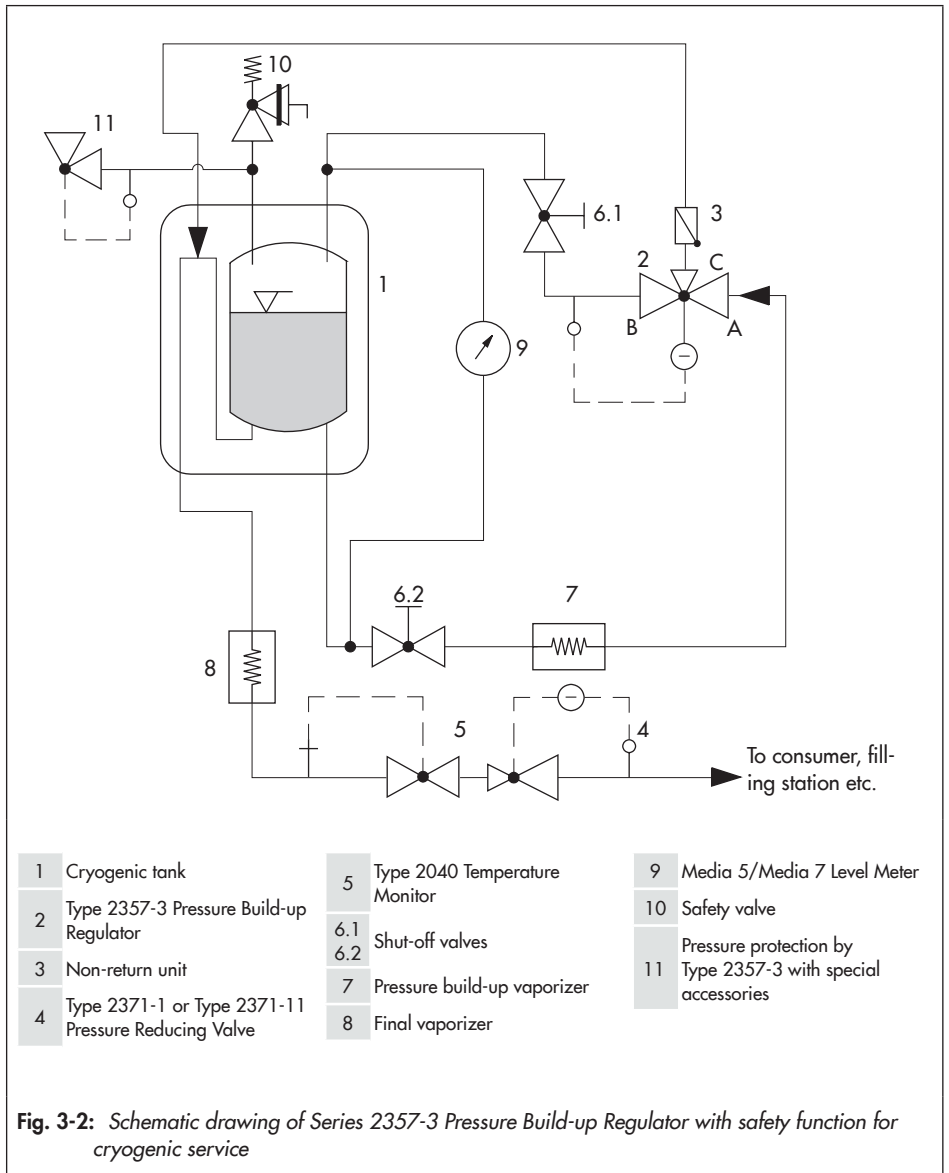 10
11
6.1
3
2
C
1
B
A
9
6.2
7
8
5
4
To consumer, fill-
ing station etc.
1 Cryogenic tank
2 Type 2357-3 Pressure Build-up
Regulator
3 Non-return unit
4 Type 2371-1 or Type 2371-11
Pressure Reducing Valve
5 Type 2040 Temperature
Monitor
6.1
6.2 Shut-off valves
7 Pressure build-up vaporizer
8 Final vaporizer
9 Media 5/Media 7 Level Meter
10 Safety valve
11 Pressure protection by
Type 2357-3 with special
accessories
Fig. 3-2: Schematic drawing of Series 2357-3 Pressure Build-up Regulator with safety function for
cryogenic service